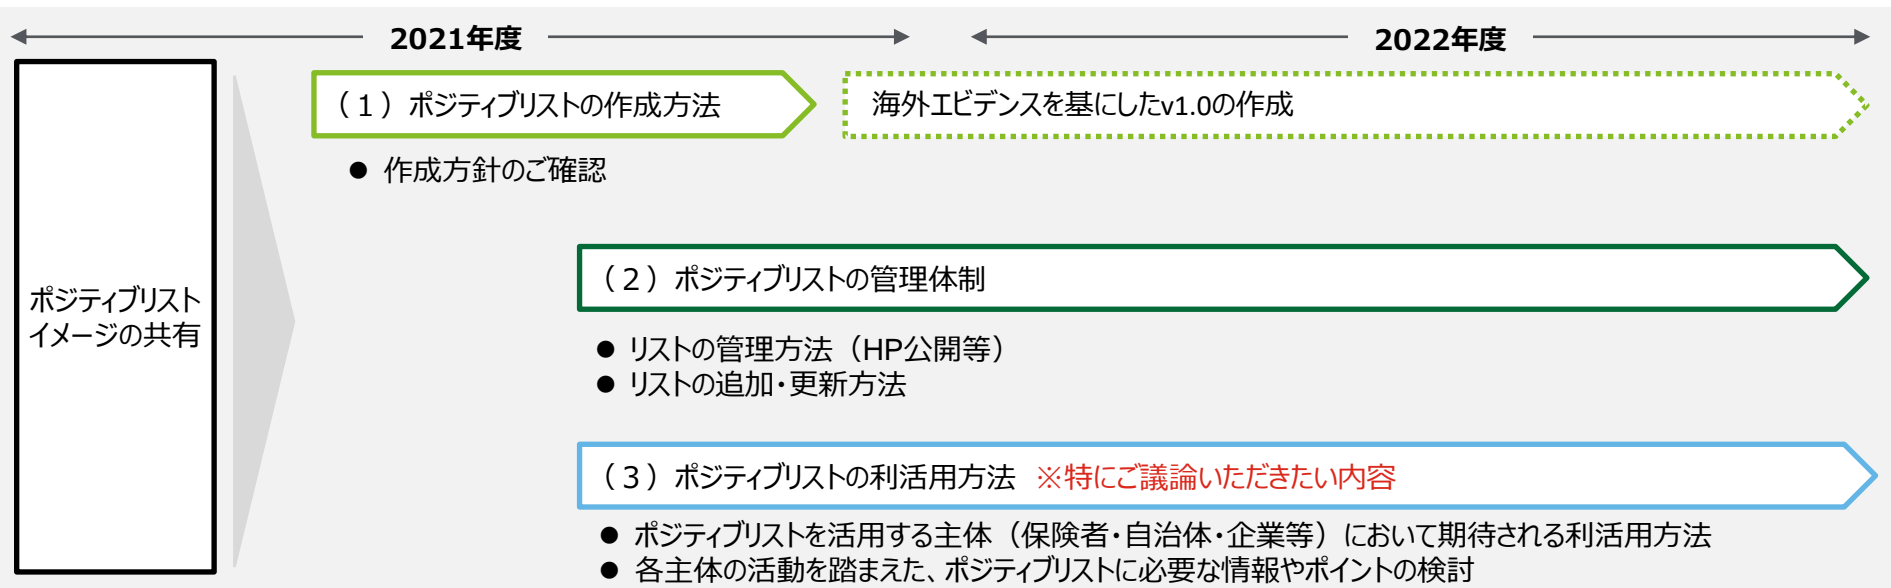 2021年度
2022年度
ポジティブリスト
イメージの共有
（1）ポジティブリストの作成方法
海外エビデンスを基にしたv1.0の作成
● 作成方針のご確認
（2）ポジティブリストの管理体制
● リストの管理方法（HP公開等）
● リストの追加・更新方法
（3）ポジティブリストの利活用方法 ※特にご議論いただきたい内容
● ポジティブリストを活用する主体（保険者・自治体・企業等）において期待される利活用方法
● 各主体の活動を踏まえた、ポジティブリストに必要な情報やポイントの検討